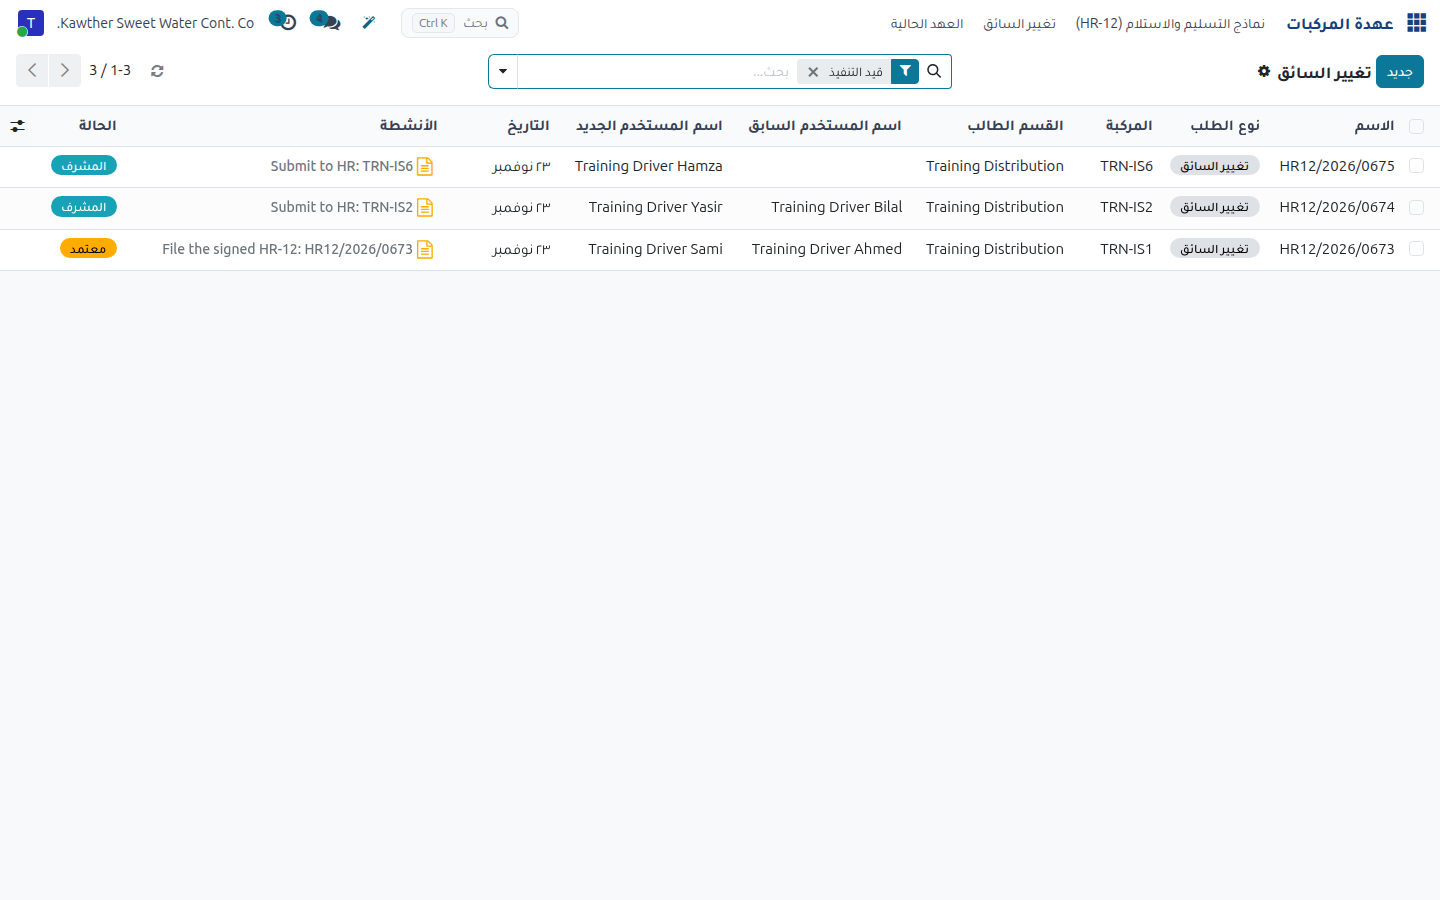 عهدة المركبات نماذج التسليم والاستلام (HR-12) تغيير السائق العهد الحالية بحث Ctrl K 4 3 Kawther Sweet Water Cont. Co. T
جديد تغيير السائق قيد التنفيذ بحث... 1-3 / 3
الاسم نوع الطلب المركبة القسم الطالب اسم المستخدم السابق اسم المستخدم الجديد التاريخ الأنشطة الحالة
HR12/2026/0675 تغيير السائق TRN-IS6 Training Distribution Training Driver Hamza ٢٣ نوفمبر Submit to HR: TRN-IS6 المشرف
HR12/2026/0674 تغيير السائق TRN-IS2 Training Distribution Training Driver Bilal Training Driver Yasir ٢٣ نوفمبر Submit to HR: TRN-IS2 المشرف
HR12/2026/0673 تغيير السائق TRN-IS1 Training Distribution Training Driver Ahmed Training Driver Sami ٢٣ نوفمبر File the signed HR-12: HR12/2026/0673 معتمد